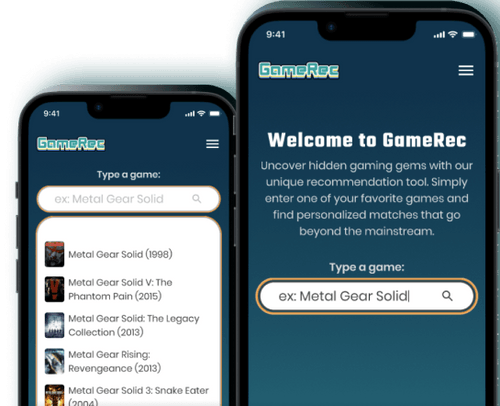 9:41
GameRec
Type a game:
ex: Metal Gear Solid
Metal Gear Solid (1998)
Metal Gear Solid V: The
Phantom Pain (2015)
Metal Gear Solid: The Legacy
Collection (2013)
Metal Gear Rising:
Revengeance (2013)
Metal Gear Solid 3: Snake Eater
(2004)
9:41
GameRec
Welcome to GameRec
Uncover hidden gaming gems with our
unique recommendation tool. Simply
enter one of your favorite games and
find personalized matches that go
beyond the mainstream.
Type a game:
ex: Metal Gear Solid